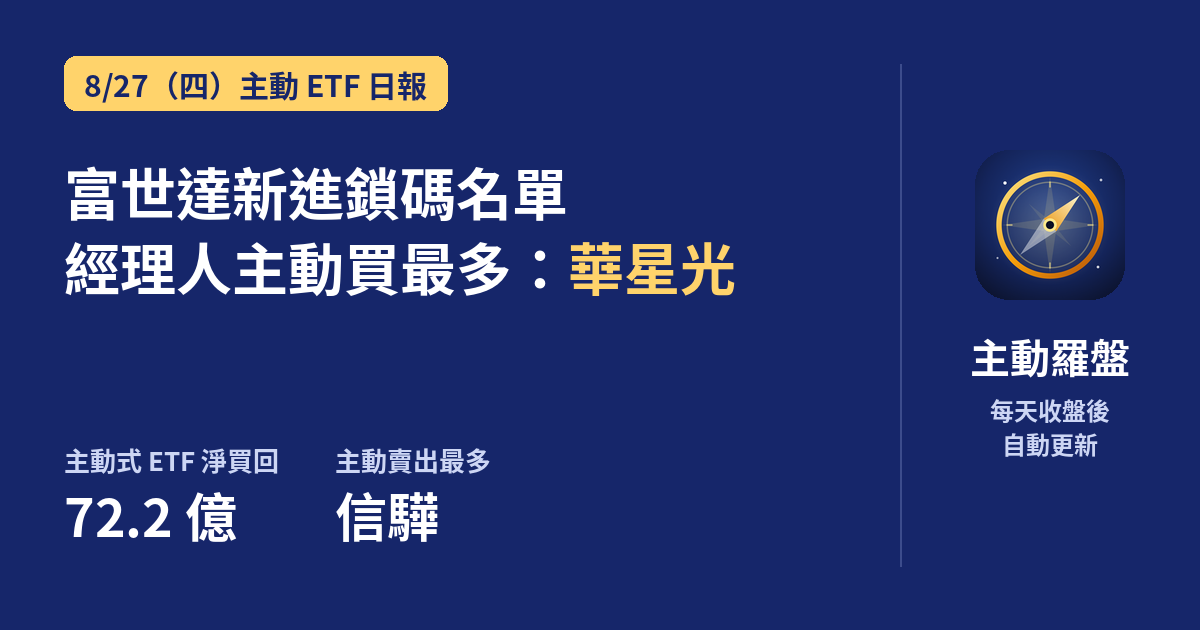 8/27（四）主動 ETF 日報
富世達新進鎖碼名單
經理人主動買最多：華星光
主動式 ETF 淨買回
72.2 億
主動賣出最多
信驊
主動羅盤
每天收盤後
自動更新